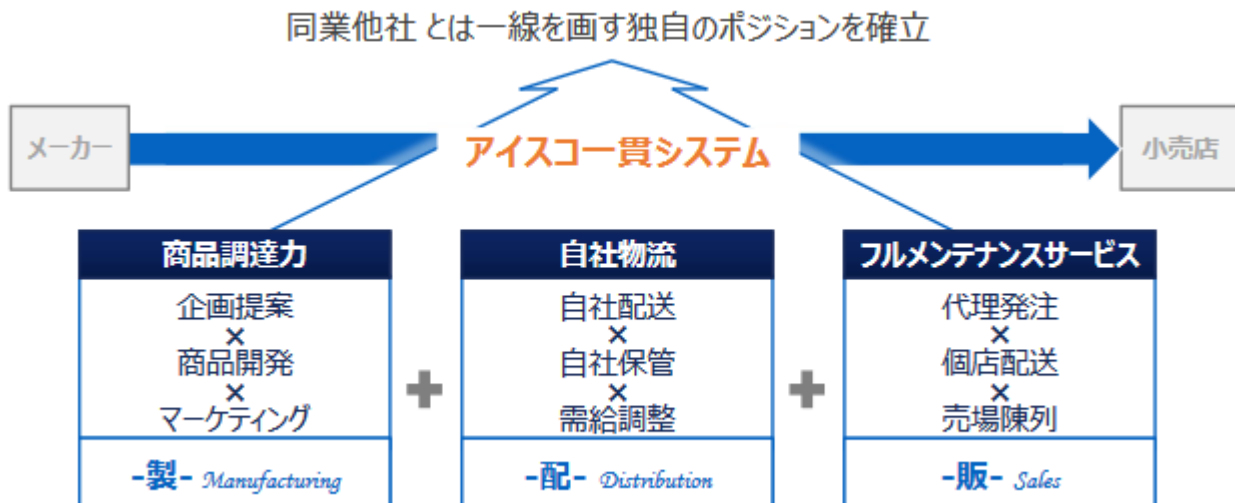 同業他社 とは一線を画す独自のポジションを確立
メーカー
アイスコ一貫システム
小売店
商品調達力
企画提案
×
商品開発
×
マーケティング
-製- Manufacturing
自社物流
自社配送
×
自社保管
×
需給調整
-配- Distribution
フルメンテナンスサービス
代理発注
×
個店配送
×
売場陳列
-販- Sales